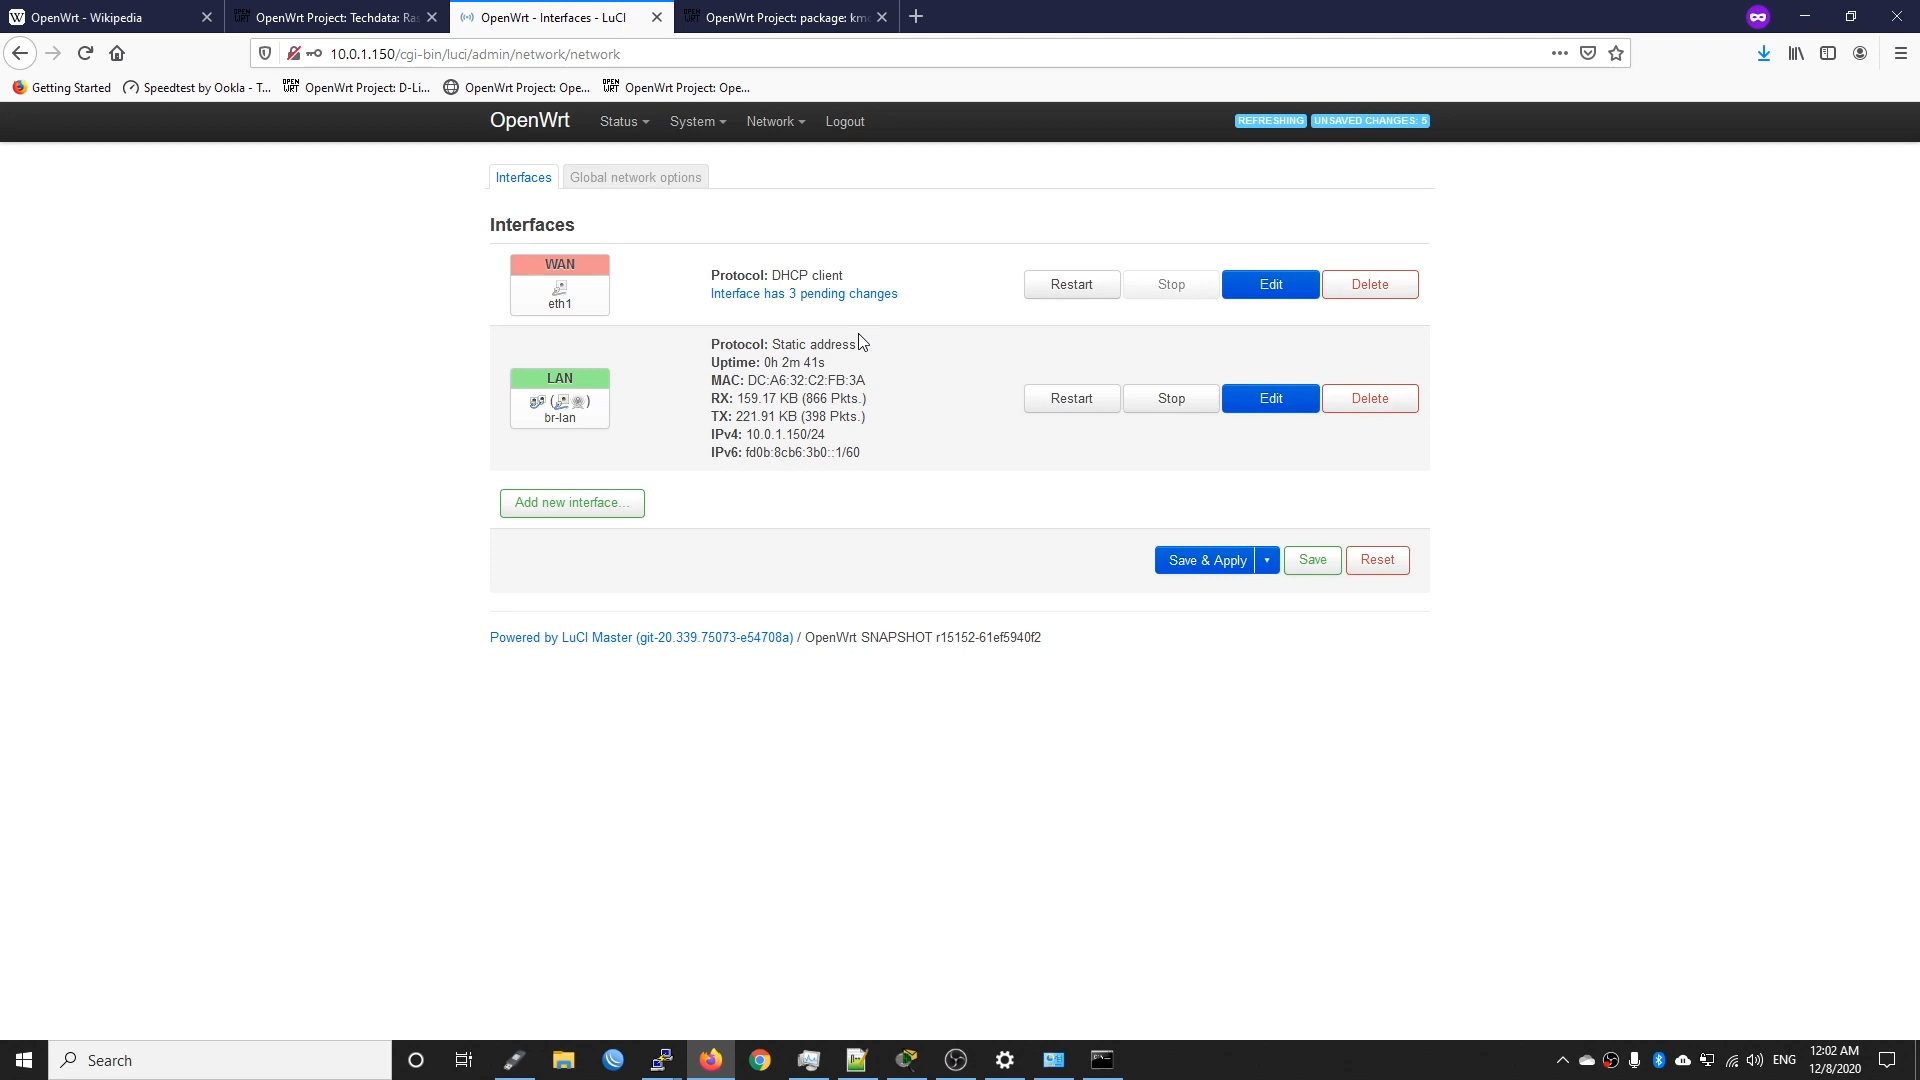 OpenWrt - Wikipedia
OpenWrt Project: Techdata: Ras
OpenWrt - Interfaces - LuCI
OpenWrt Project: package: km
10.0.1.150/cgi-bin/luci/admin/network/network
Getting Started
Speedtest by Ookla - T...
OPEN WRT
OpenWrt Project: D-Li...
OpenWrt Project: Ope...
OPEN WRT
OpenWrt Project: Ope...
OpenWrt
Status
System
Network
Logout
REFRESHING
UNSAVED CHANGES: 5
Interfaces
Global network options
Interfaces
WAN
eth1
Protocol: DHCP client
Interface has 3 pending changes
Restart
Stop
Edit
Delete
LAN
( )
br-lan
Protocol: Static address
Uptime: 0h 2m 41s
MAC: DC:A6:32:C2:FB:3A
RX: 159.17 KB (866 Pkts.)
TX: 221.91 KB (398 Pkts.)
IPv4: 10.0.1.150/24
IPv6: fd0b:8cb6:3b0::1/60
Restart
Stop
Edit
Delete
Add new interface...
Save & Apply
Save
Reset
Powered by LuCI Master (git-20.339.75073-e54708a) / OpenWrt SNAPSHOT r15152-61ef5940f2
Search
ENG
12:02 AM
12/8/2020